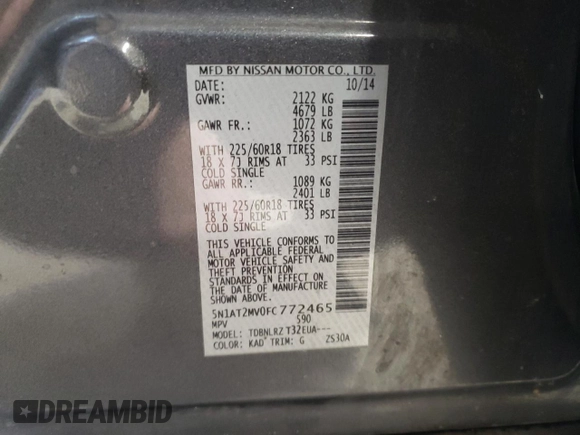 MFD BY NISSAN MOTOR CO., LTD.
DATE: 10/14
GVWR: 2122 KG
4679 LB
GAWR FR.: 1072 KG
2363 LB
WITH 225/60R18 TIRES
18 X 7J RIMS AT 33 PSI
COLD SINGLE
GAWR RR.: 1089 KG
2401 LB
WITH 225/60R18 TIRES
18 X 7J RIMS AT 33 PSI
COLD SINGLE
THIS VEHICLE CONFORMS TO
ALL APPLICABLE FEDERAL
MOTOR VEHICLE SAFETY AND
THEFT PREVENTION
STANDARDS IN EFFECT ON
THE DATE OF MANUFACTURE
SHOWN ABOVE.
5N1AT2MV0FC772465
MPV 590
MODEL: TDBNLRZ T32EUA---
COLOR: KAD TRIM: G ZS30A
DREAMBID